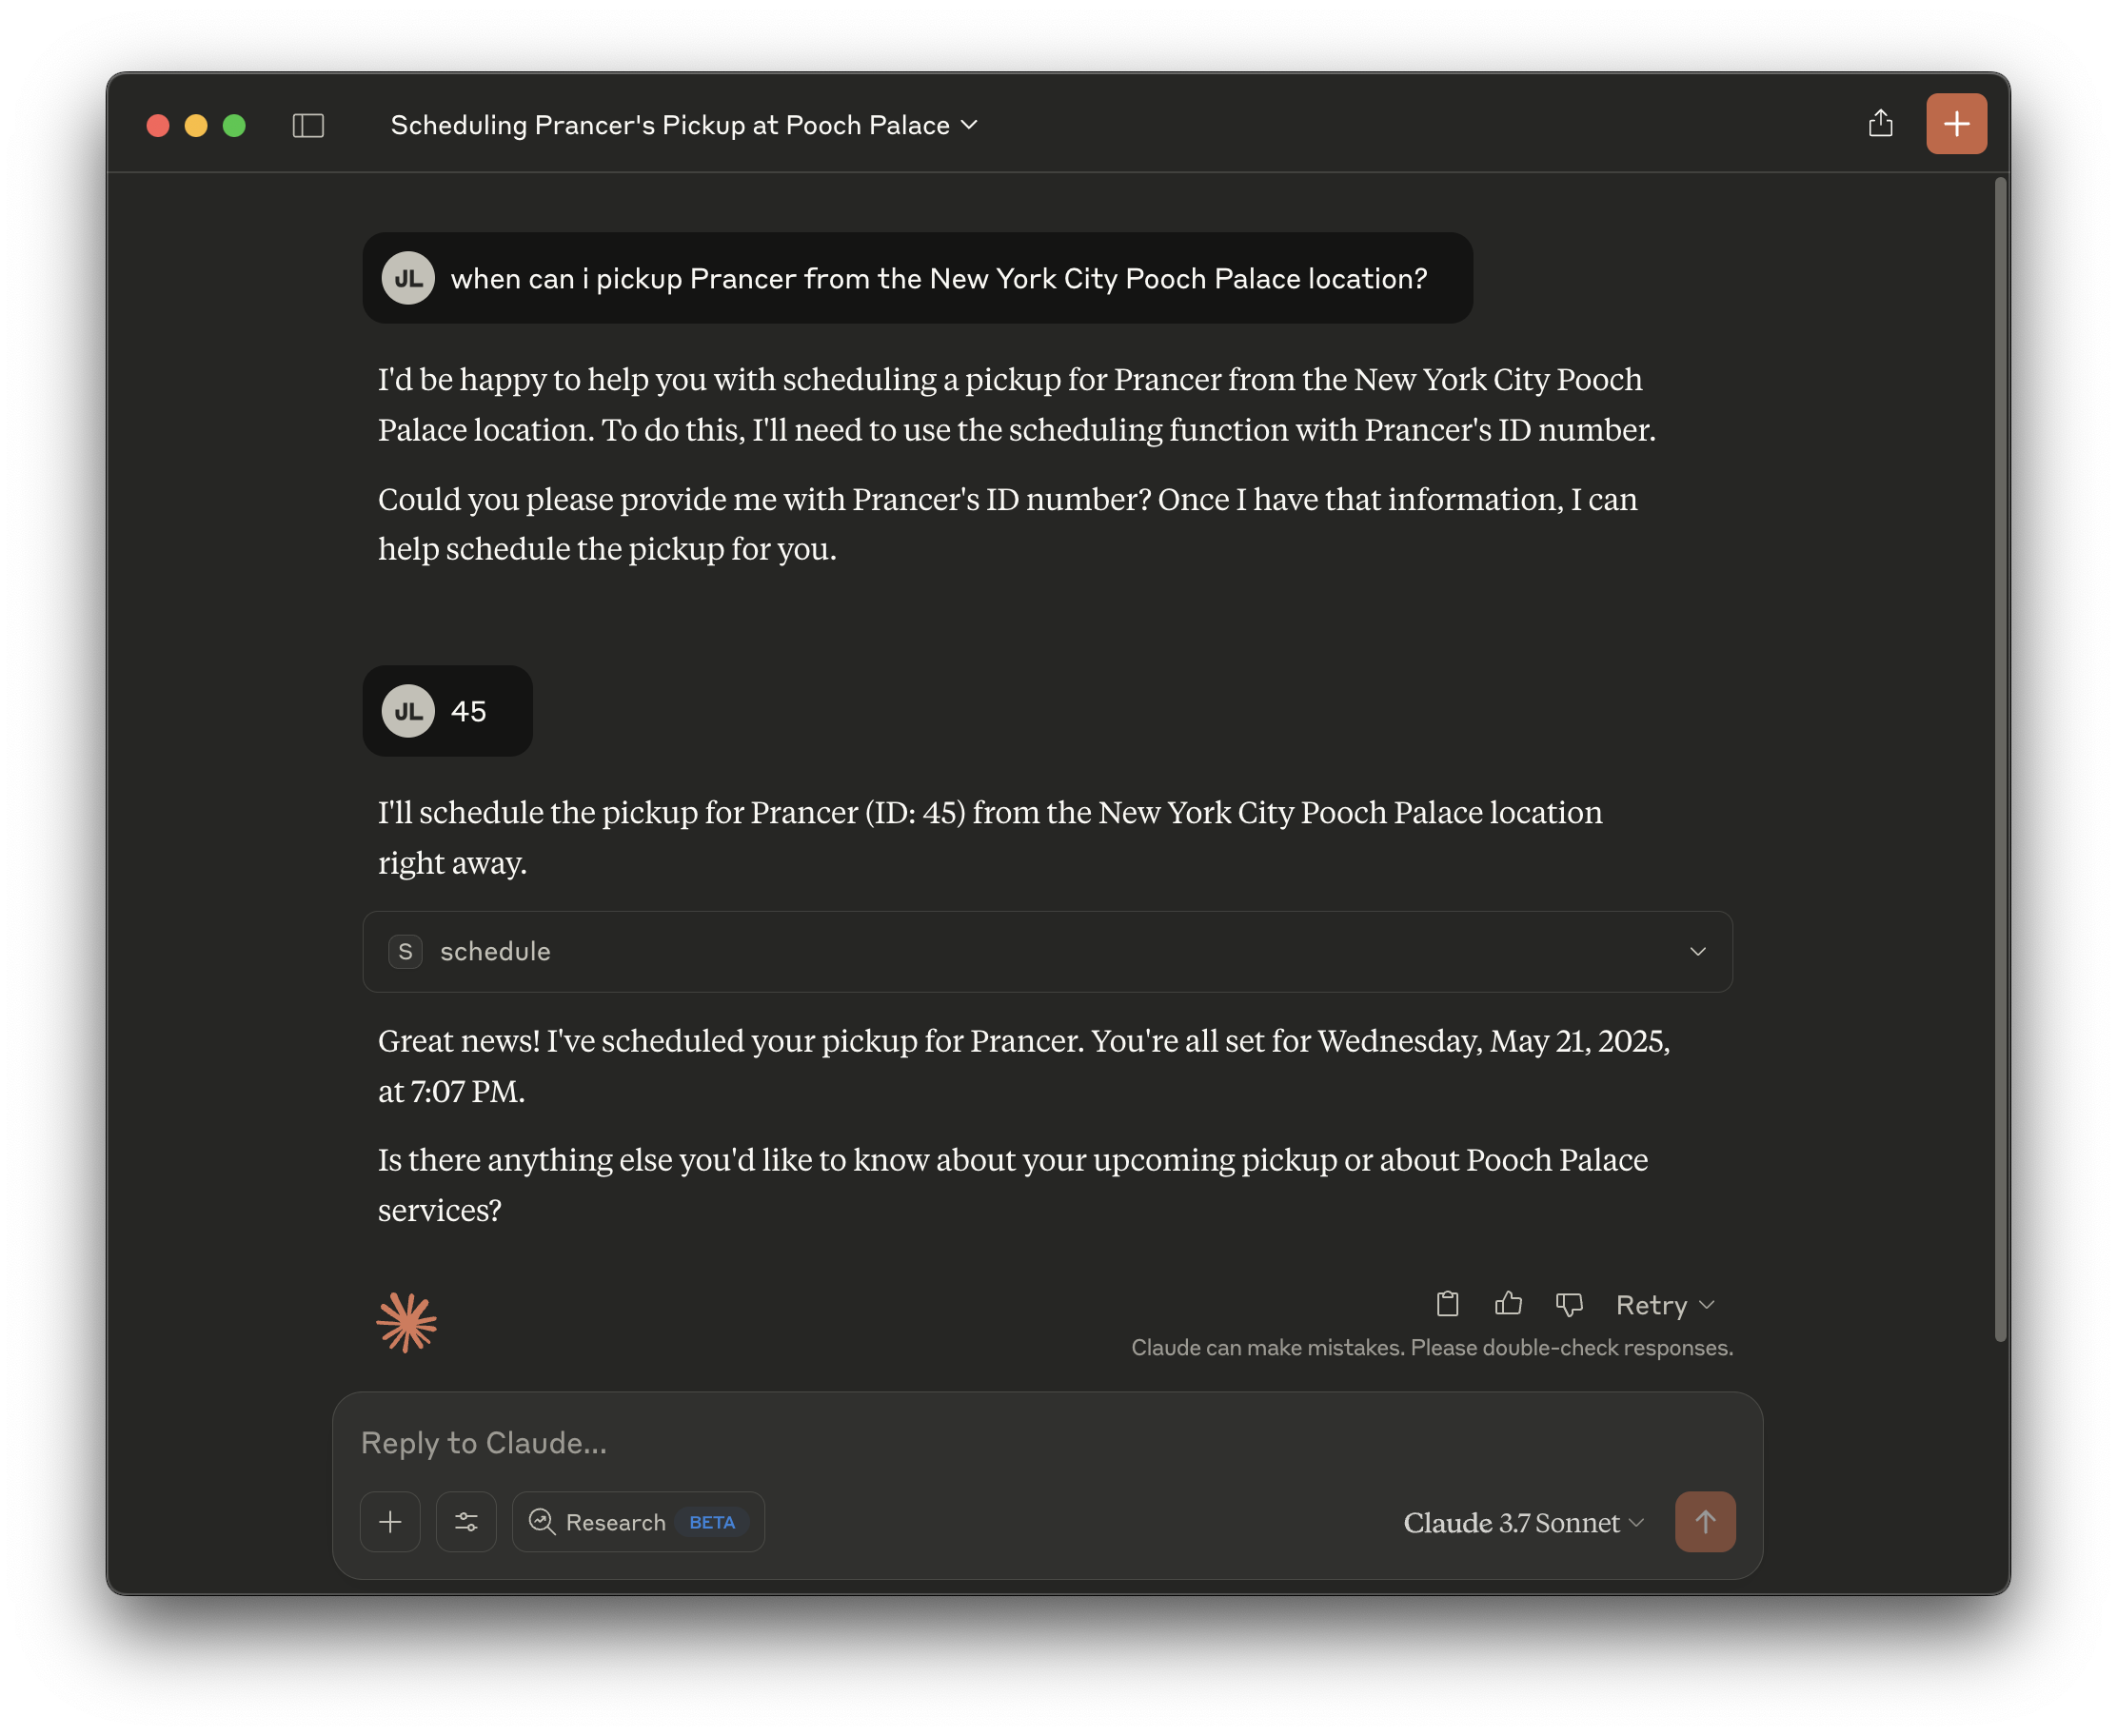 Scheduling Prancer's Pickup at Pooch Palace
JL when can i pickup Prancer from the New York City Pooch Palace location?
I'd be happy to help you with scheduling a pickup for Prancer from the New York City Pooch
Palace location. To do this, I'll need to use the scheduling function with Prancer's ID number.
Could you please provide me with Prancer's ID number? Once I have that information, I can
help schedule the pickup for you.
JL 45
I'll schedule the pickup for Prancer (ID: 45) from the New York City Pooch Palace location
right away.
S schedule
Great news! I've scheduled your pickup for Prancer. You're all set for Wednesday, May 21, 2025,
at 7:07 PM.
Is there anything else you'd like to know about your upcoming pickup or about Pooch Palace
services?
Retry
Claude can make mistakes. Please double-check responses.
Reply to Claude...
Research BETA
Claude 3.7 Sonnet